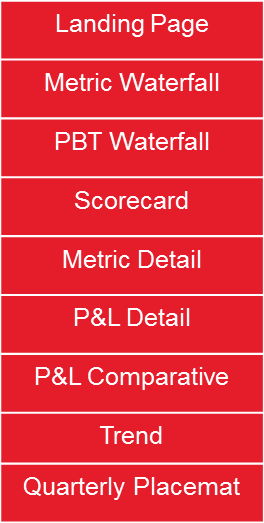 Landing Page
Metric Waterfall
PBT Waterfall
Scorecard
Metric Detail
P&L Detail
P&L Comparative
Trend
Quarterly Placemat